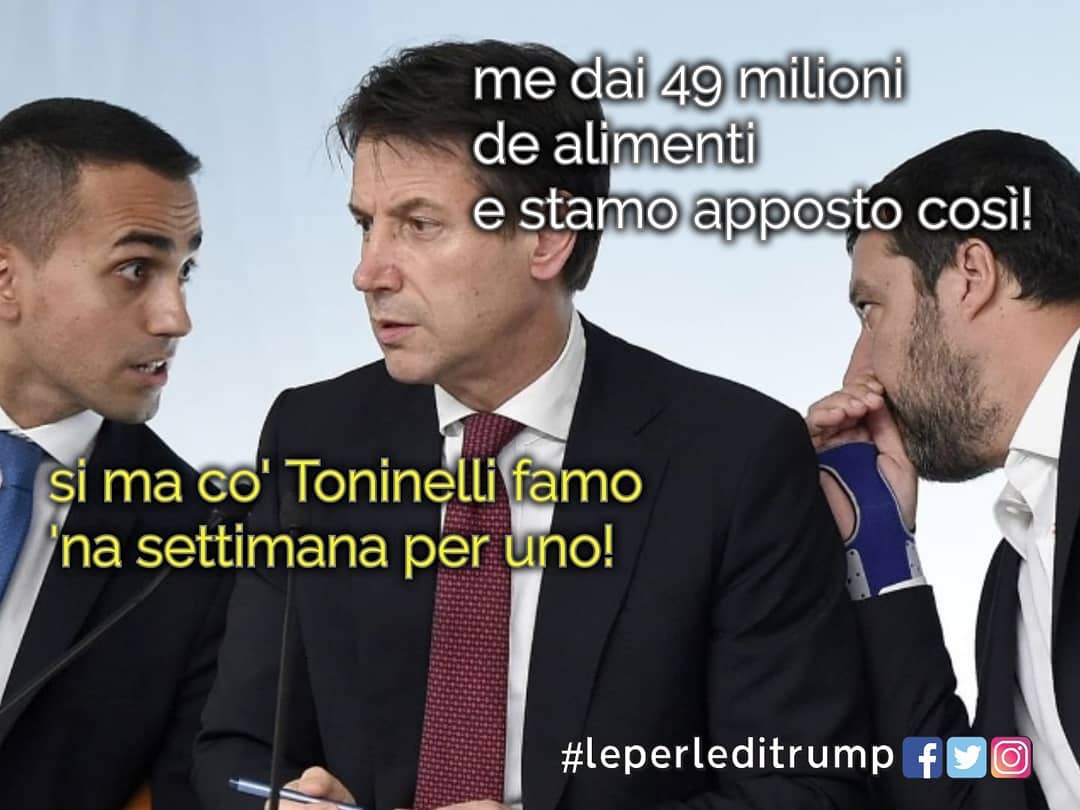 me dai 49 milioni
de alimenti
e stamo apposto così!
si ma co' Toninelli famo
'na settimana per uno!
#leperleditrump